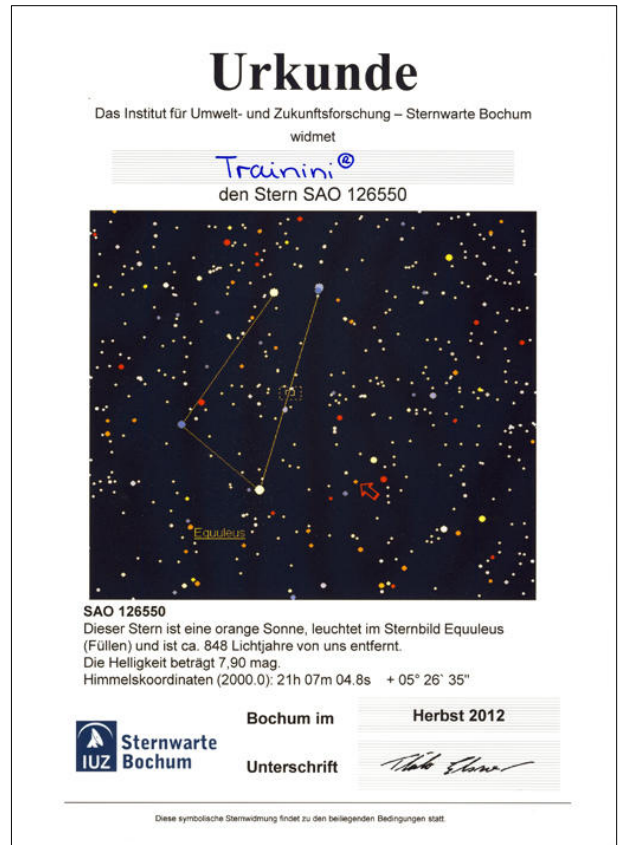 Urkunde
Das Institut für Umwelt- und Zukunftsforschung – Sternwarte Bochum
widmet
Trainini®
den Stern SAO 126550
Equuleus
SAO 126550
Dieser Stern ist eine orange Sonne, leuchtet im Sternbild Equuleus
(Füllen) und ist ca. 848 Lichtjahre von uns entfernt.
Die Helligkeit beträgt 7,90 mag.
Himmelskoordinaten (2000.0): 21h 07m 04.8s + 05° 26` 35"
IUZ
Sternwarte
Bochum
Bochum im
Herbst 2012
Unterschrift
Diese symbolische Sternwidmung findet zu den beiliegenden Bedingungen statt.